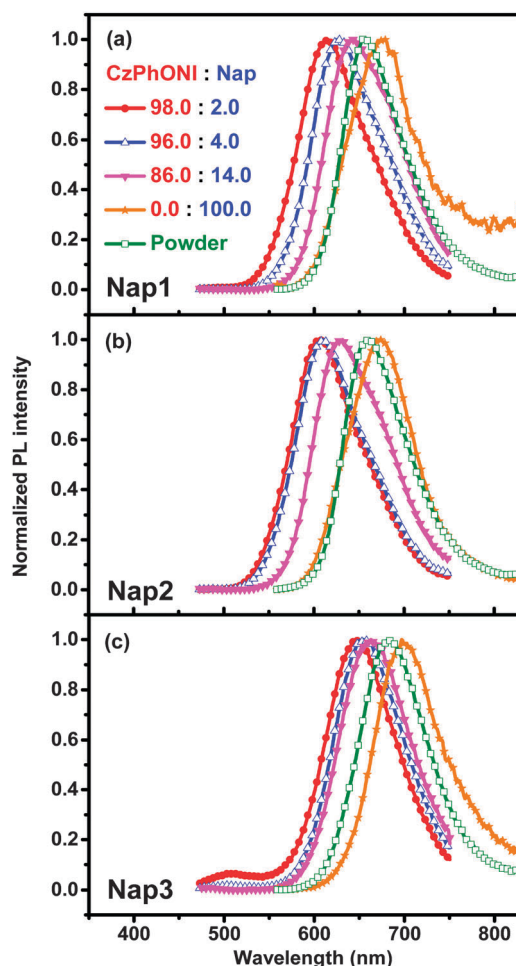 (a)
CzPhONI : Nap
98.0 : 2.0
96.0 : 4.0
86.0 : 14.0
0.0 : 100.0
Powder
Nap1
1.0
0.8
0.6
0.4
0.2
0.0
(b)
Nap2
1.0
0.8
0.6
0.4
0.2
0.0
Normalized PL intensity
(c)
Nap3
1.0
0.8
0.6
0.4
0.2
0.0
400 500 600 700 800
Wavelength (nm)